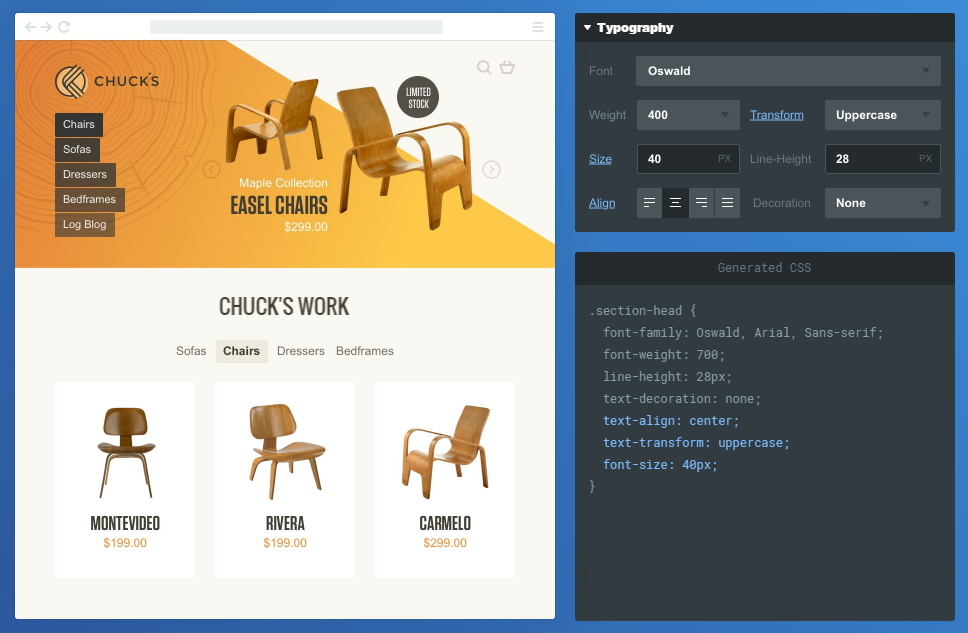 CHUCK'S
Chairs
Sofas
Dressers
Bedframes
Log Blog
LIMITED
STOCK
Maple Collection
EASEL CHAIRS
$299.00
CHUCK'S WORK
Sofas Chairs Dressers Bedframes
MONTEVIDEO
$199.00
RIVERA
$199.00
CARMELO
$299.00
Typography
Font Oswald
Weight 400 Transform Uppercase
Size 40 PX Line-Height 28 PX
Align Decoration None
Generated CSS
.section-head {
font-family: Oswald, Arial, Sans-serif;
font-weight: 700;
line-height: 28px;
text-decoration: none;
text-align: center;
text-transform: uppercase;
font-size: 40px;
}